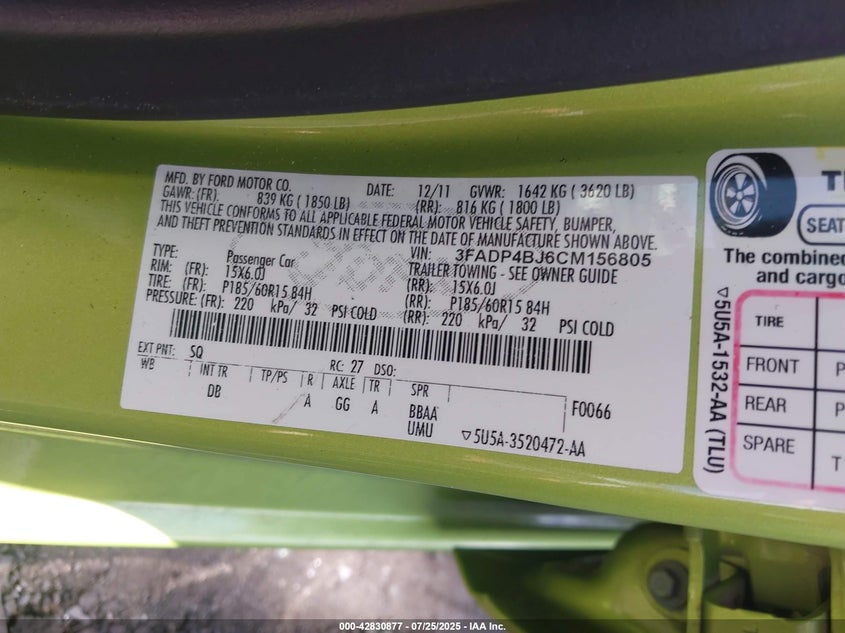 MFD. BY FORD MOTOR CO. DATE: 12/11 GVWR: 1642 KG ( 3620 LB)
GAWR: (FR): 839 KG ( 1850 LB) (RR): 816 KG ( 1800 LB)
THIS VEHICLE CONFORMS TO ALL APPLICABLE FEDERAL MOTOR VEHICLE SAFETY, BUMPER,
AND THEFT PREVENTION STANDARDS IN EFFECT ON THE DATE OF MANUFACTURE SHOWN ABOVE.
VIN: 3FADP4BJ6CM156805
TYPE: Passenger Car TRAILER TOWING - SEE OWNER GUIDE
RIM: (FR): 15X6.0J (RR): 15X6.0J
(FR): P185/60R15 84H (RR): P185/60R15 84H
PRESSURE: (FR): 220 kPa/ 32 PSI COLD (RR): 220 kPa/ 32 PSI COLD
EXT PNT: SQ RC: 27 DSO:
WB INT TR TP/PS R AXLE TR SPR
DB A GG A BBAA F0066
UMU ▽5U5A-3520472-AA
▽5U5A-1532-AA (TLU)
SEAT
The combined
and cargo
TIRE
FRONT P
REAR P
SPARE T
000-42830877 - 07/25/2025 - IAA Inc.